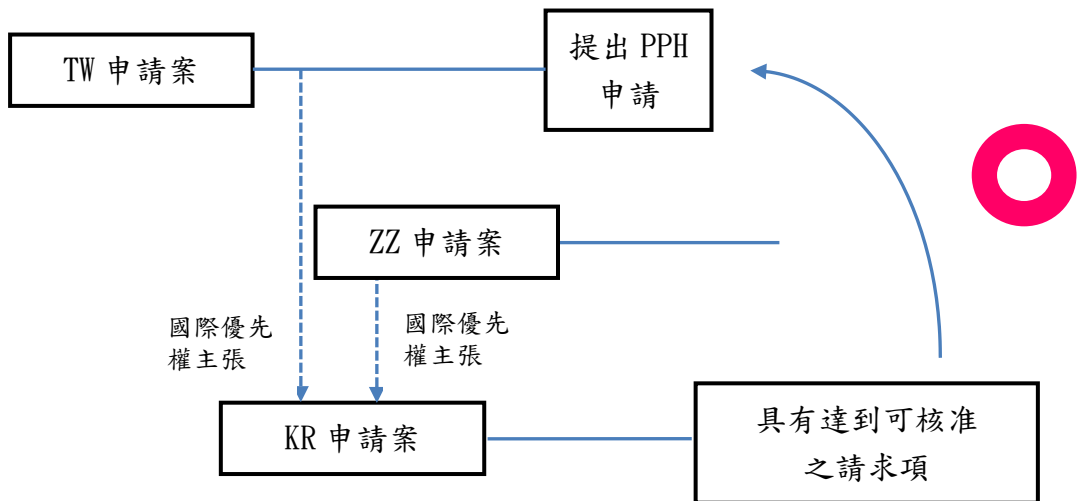 TW 申請案
提出 PPH
申請
ZZ 申請案
國際優先
權主張
國際優先
權主張
KR 申請案
具有達到可核准
之請求項